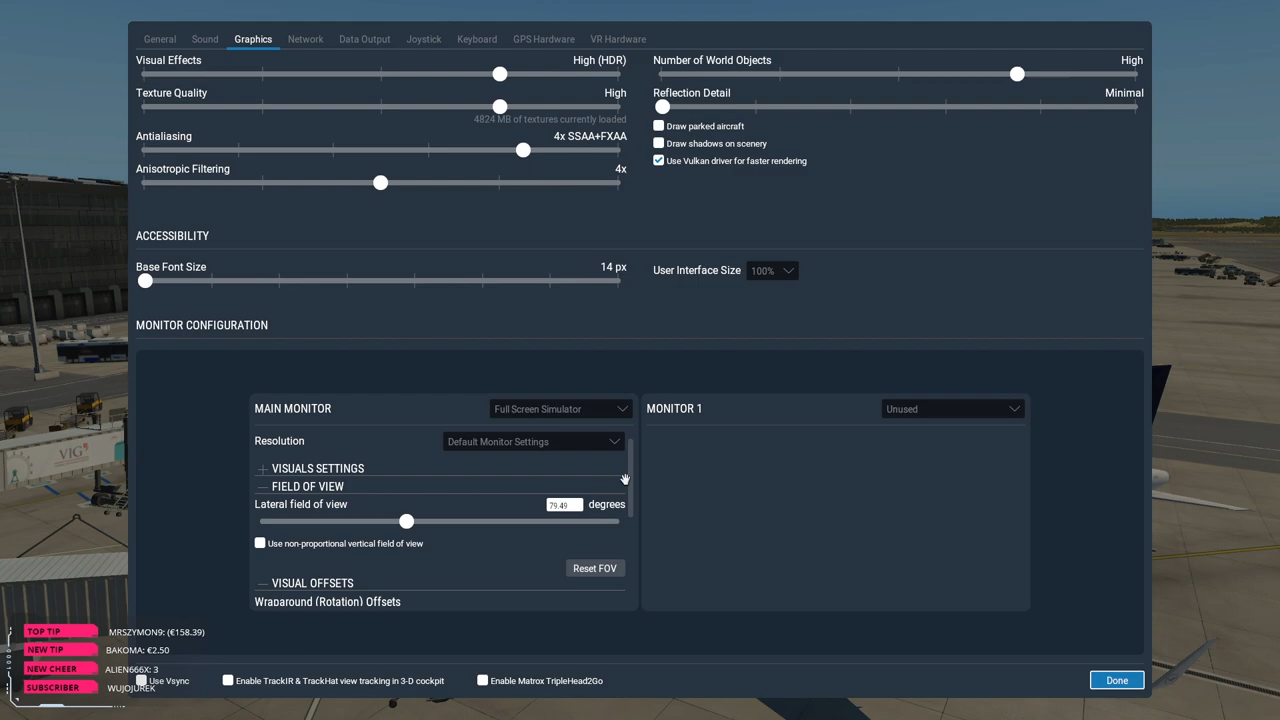 General Sound Graphics Network Data Output Joystick Keyboard GPS Hardware VR Hardware
Visual Effects High (HDR)
Texture Quality High
4824 MB of textures currently loaded
Antialiasing 4x SSAA+FXAA
Anisotropic Filtering 4x
Number of World Objects High
Reflection Detail Minimal
Draw parked aircraft
Draw shadows on scenery
Use Vulkan driver for faster rendering
ACCESSIBILITY
Base Font Size 14 px
User Interface Size 100%
MONITOR CONFIGURATION
MAIN MONITOR Full Screen Simulator
Resolution Default Monitor Settings
VISUALS SETTINGS
FIELD OF VIEW
Lateral field of view 79.49 degrees
Use non-proportional vertical field of view
Reset FOV
VISUAL OFFSETS
Wraparound (Rotation) Offsets
MONITOR 1 Unused
VIG
TOP TIP MRSZYMON9: (€158.39)
NEW TIP BAKOMA: €2.50
NEW CHEER ALIEN666X: 3
SUBSCRIBER WUJOJUREK
Use Vsync Enable TrackIR & TrackHat view tracking in 3-D cockpit Enable Matrox TripleHead2Go
Done